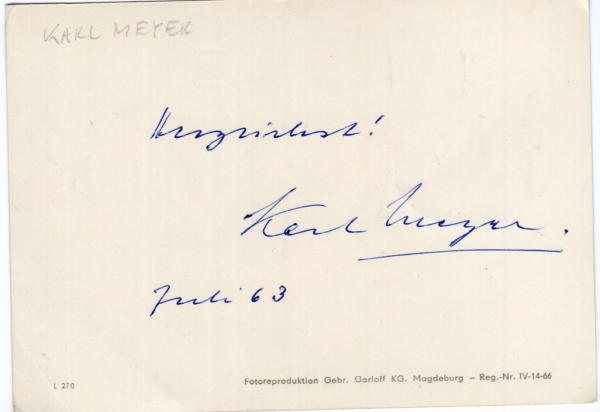 KARL MEYER
Herzlichst!
Karl Meyer.
Juli 63
L 270
Fotoreproduktion Gebr. Garloff KG. Magdeburg — Reg.-Nr. IV-14-66